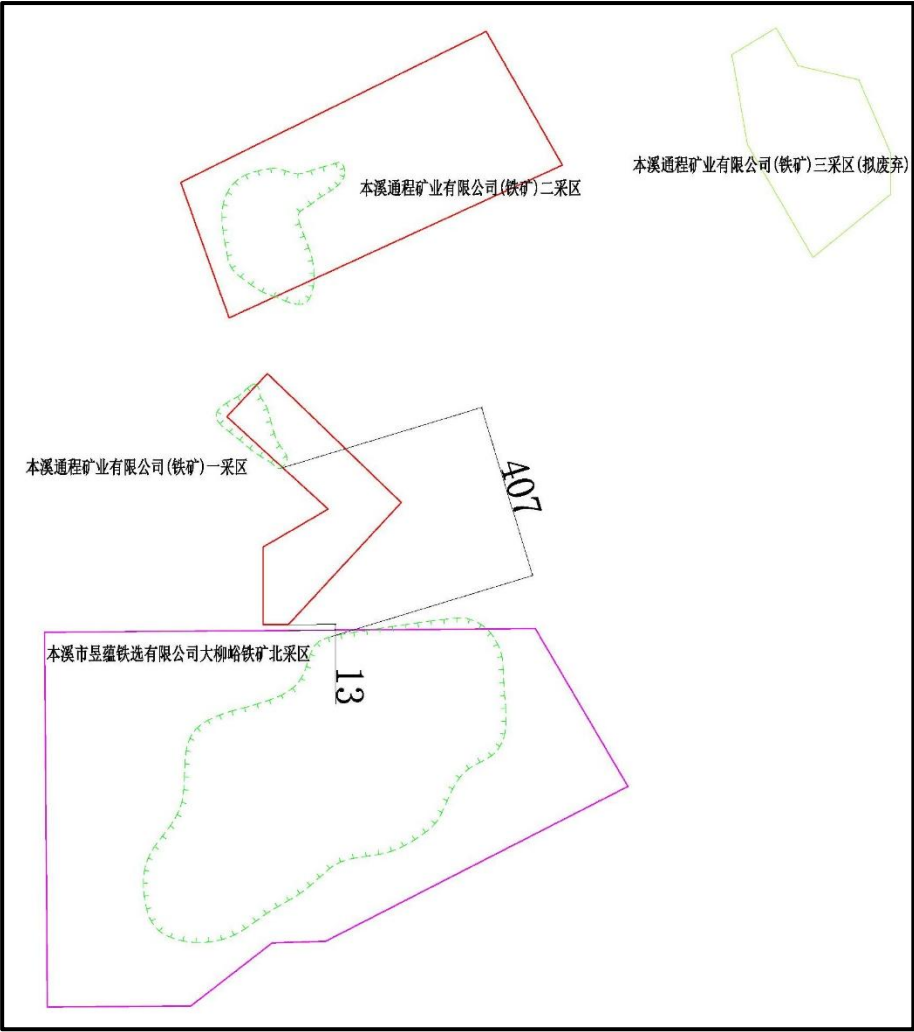 本溪通程矿业有限公司(铁矿)三采区(拟废弃)
本溪通程矿业有限公司(铁矿)二采区
本溪通程矿业有限公司(铁矿)一采区
407
本溪市昱蕴铁选有限公司大柳峪铁矿北采区
13